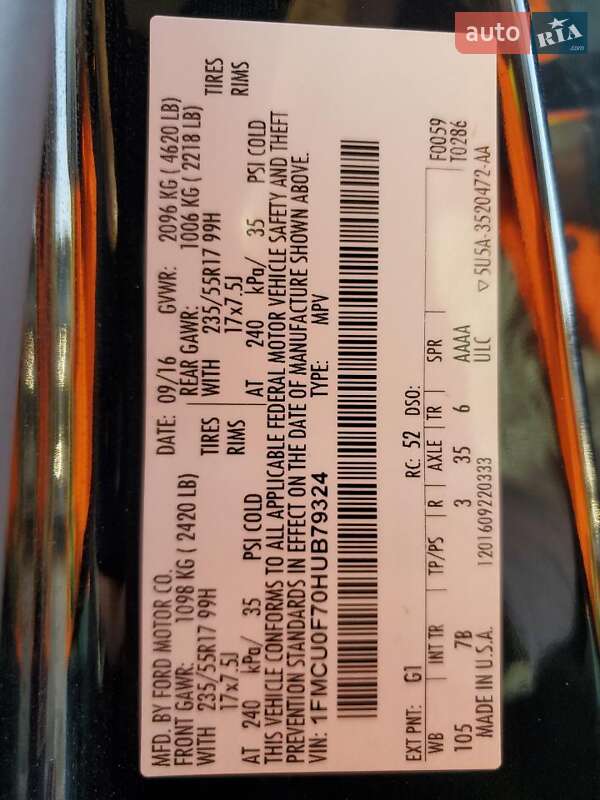 MFD. BY FORD MOTOR CO.
DATE: 09/16 GVWR: 2096 KG ( 4620 LB)
FRONT GAWR: 1098 KG ( 2420 LB)
REAR GAWR: 1006 KG ( 2218 LB)
WITH 235/55R17 99H TIRES
17x7.5J RIMS
WITH 235/55R17 99H TIRES
17x7.5J RIMS
AT 240 kPa/ 35 PSI COLD
AT 240 kPa/ 35 PSI COLD
THIS VEHICLE CONFORMS TO ALL APPLICABLE FEDERAL MOTOR VEHICLE SAFETY AND THEFT
PREVENTION STANDARDS IN EFFECT ON THE DATE OF MANUFACTURE SHOWN ABOVE.
VIN: 1FMCU0F70HUB79324
TYPE: MPV
EXT PNT: G1 RC: 52 DSO: F0059
WB INT TR TP/PS R AXLE TR SPR T0286
105 7B 3 35 6 AAAA
MADE IN U.S.A. 1201609220333 ULC ▽ 5U5A-3520472-AA
auto RIA
.com